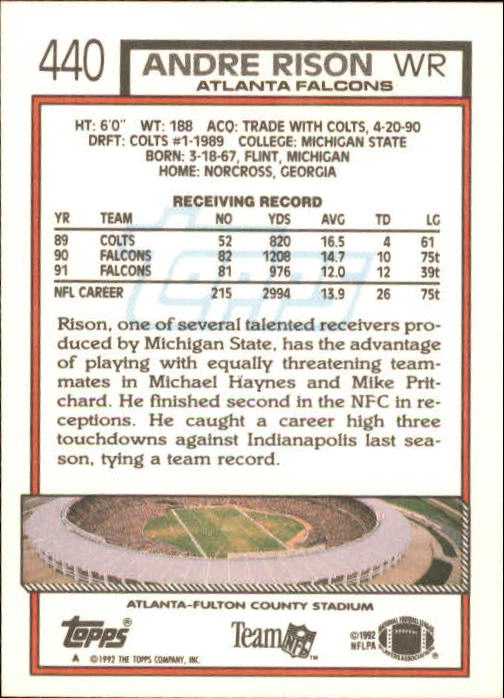 440 ANDRE RISON WR
ATLANTA FALCONS
HT: 6'0" WT: 188 ACQ: TRADE WITH COLTS, 4-20-90
DRFT: COLTS #1-1989 COLLEGE: MICHIGAN STATE
BORN: 3-18-67, FLINT, MICHIGAN
HOME: NORCROSS, GEORGIA
RECEIVING RECORD
YR TEAM NO YDS AVG TD LG
89 COLTS 52 820 16.5 4 61
90 FALCONS 82 1208 14.7 10 75t
91 FALCONS 81 976 12.0 12 39t
NFL CAREER 215 2994 13.9 26 75t
Topps
Rison, one of several talented receivers pro-
duced by Michigan State, has the advantage
of playing with equally threatening team-
mates in Michael Haynes and Mike Prit-
chard. He finished second in the NFC in re-
ceptions. He caught a career high three
touchdowns against Indianapolis last sea-
son, tying a team record.
ATLANTA-FULTON COUNTY STADIUM
Topps®
A ©1992 THE TOPPS COMPANY, INC.
Team NFL™
©1992
NFLPA
NATIONAL FOOTBALL LEAGUE
PLAYERS ASSOCIATION